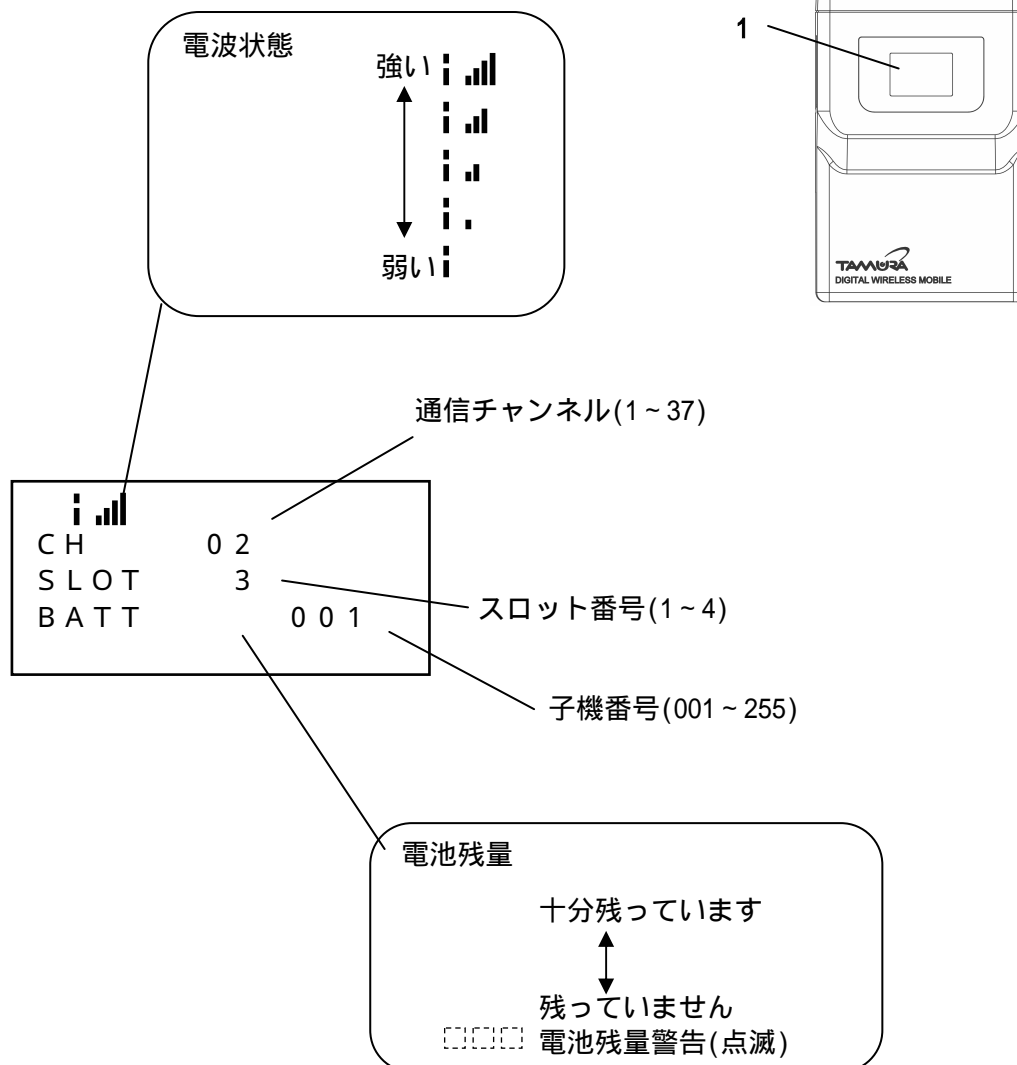 電波状態
強い
弱い
1
TAMURA
DIGITAL WIRELESS MOBILE
通信チャンネル(1~37)
CH 02
SLOT 3
BATT 001
スロット番号(1~4)
子機番号(001~255)
電池残量
十分残っています
残っていません
電池残量警告(点滅)